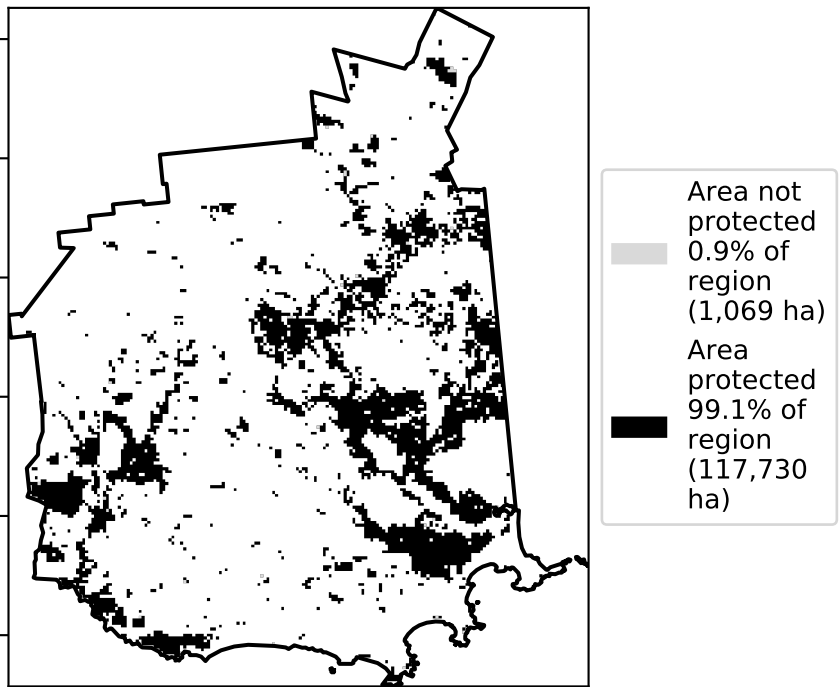 Area not
protected
0.9% of
region
(1,069 ha)
Area
protected
99.1% of
region
(117,730
ha)